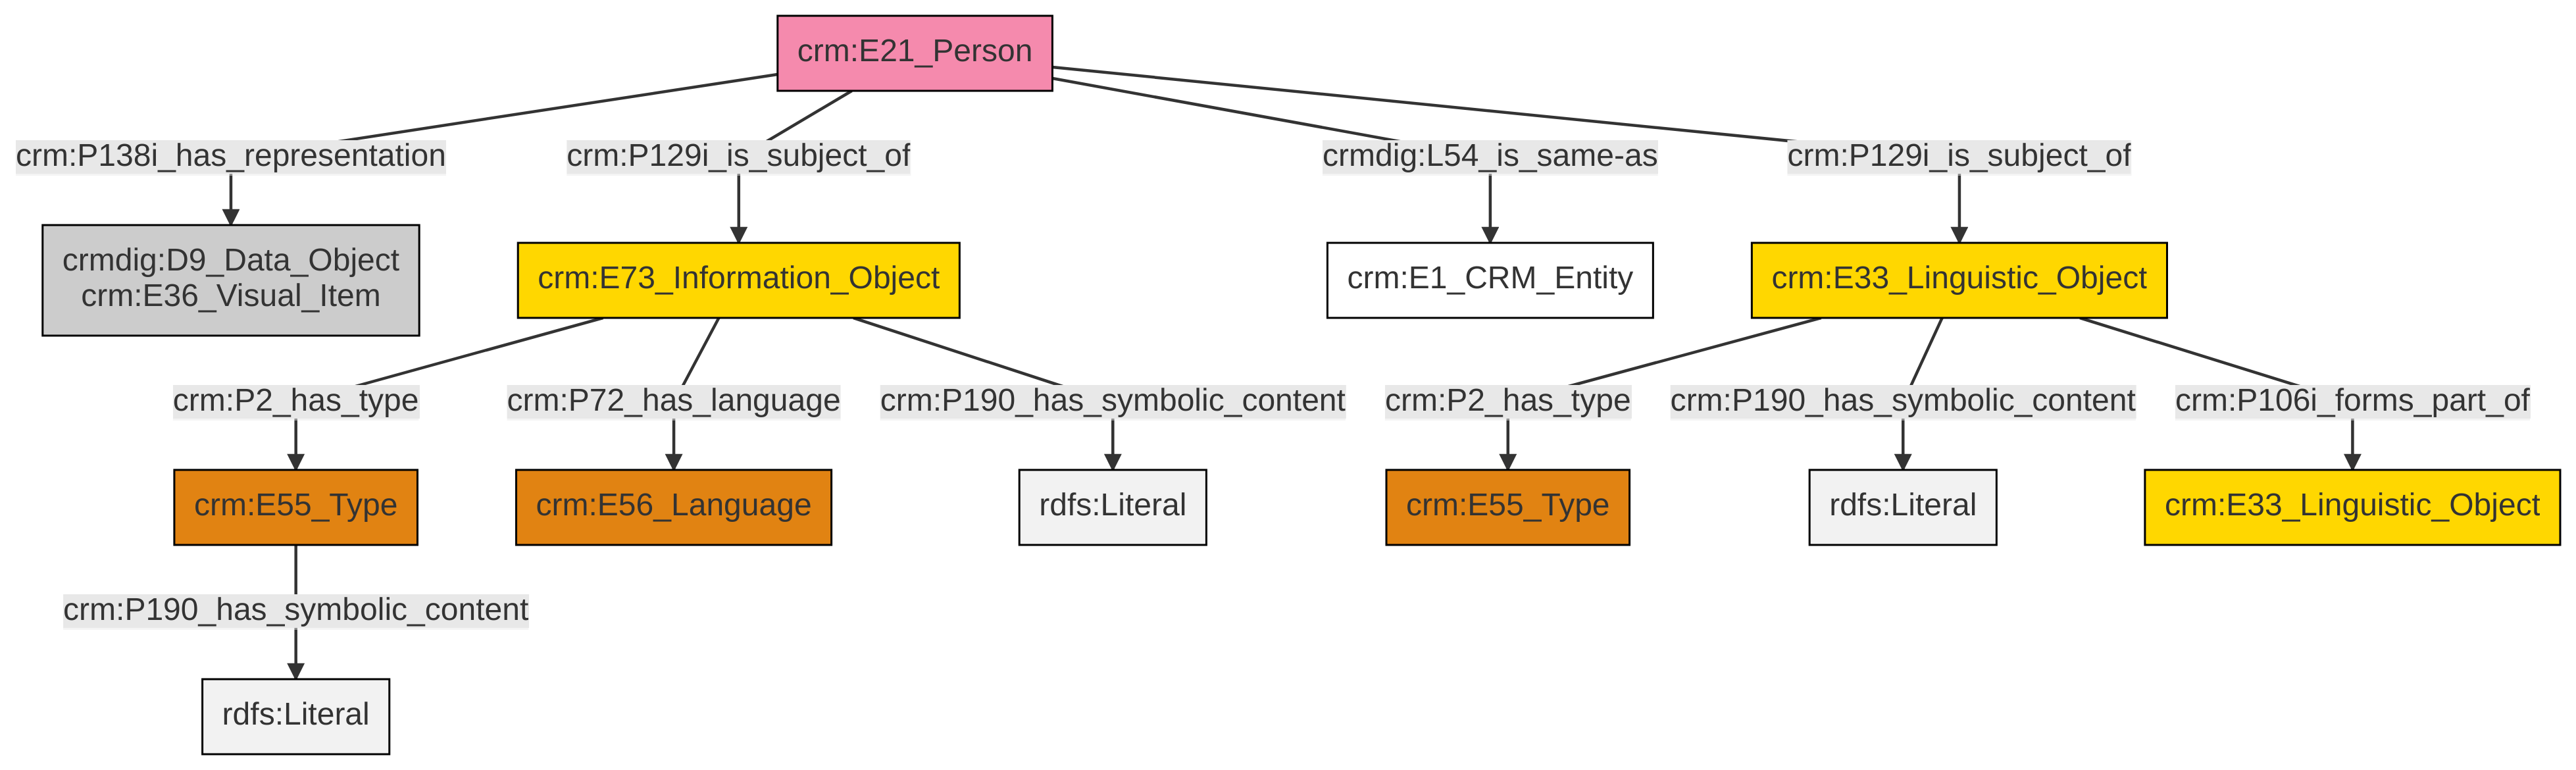 crm:E21_Person
crm:P138i_has_representation
crm:P129i_is_subject_of
crmdig:L54_is_same-as
crm:P129i_is_subject_of
crmdig:D9_Data_Object
crm:E36_Visual_Item
crm:E73_Information_Object
crm:E1_CRM_Entity
crm:E33_Linguistic_Object
crm:P2_has_type
crm:P72_has_language
crm:P190_has_symbolic_content
crm:P2_has_type
crm:P190_has_symbolic_content
crm:P106i_forms_part_of
crm:E55_Type
crm:E56_Language
rdfs:Literal
crm:E55_Type
rdfs:Literal
crm:E33_Linguistic_Object
crm:P190_has_symbolic_content
rdfs:Literal